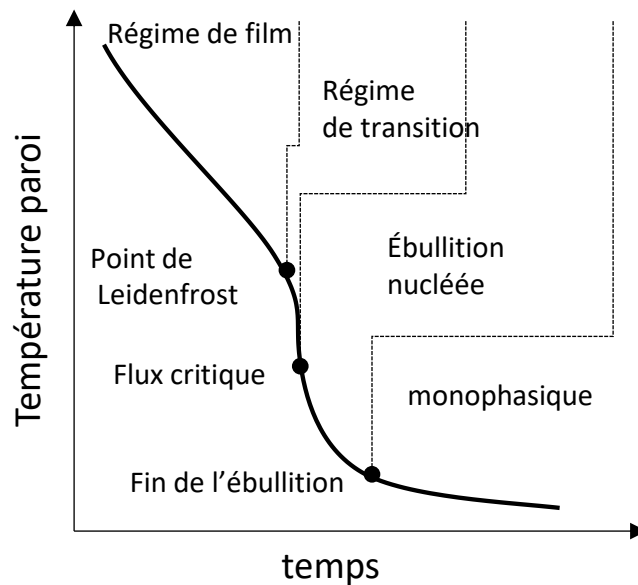 Régime de film
Régime
de transition
Point de
Leidenfrost
Ébullition
nucléée
Flux critique
monophasique
Fin de l’ébullition
Température paroi
temps